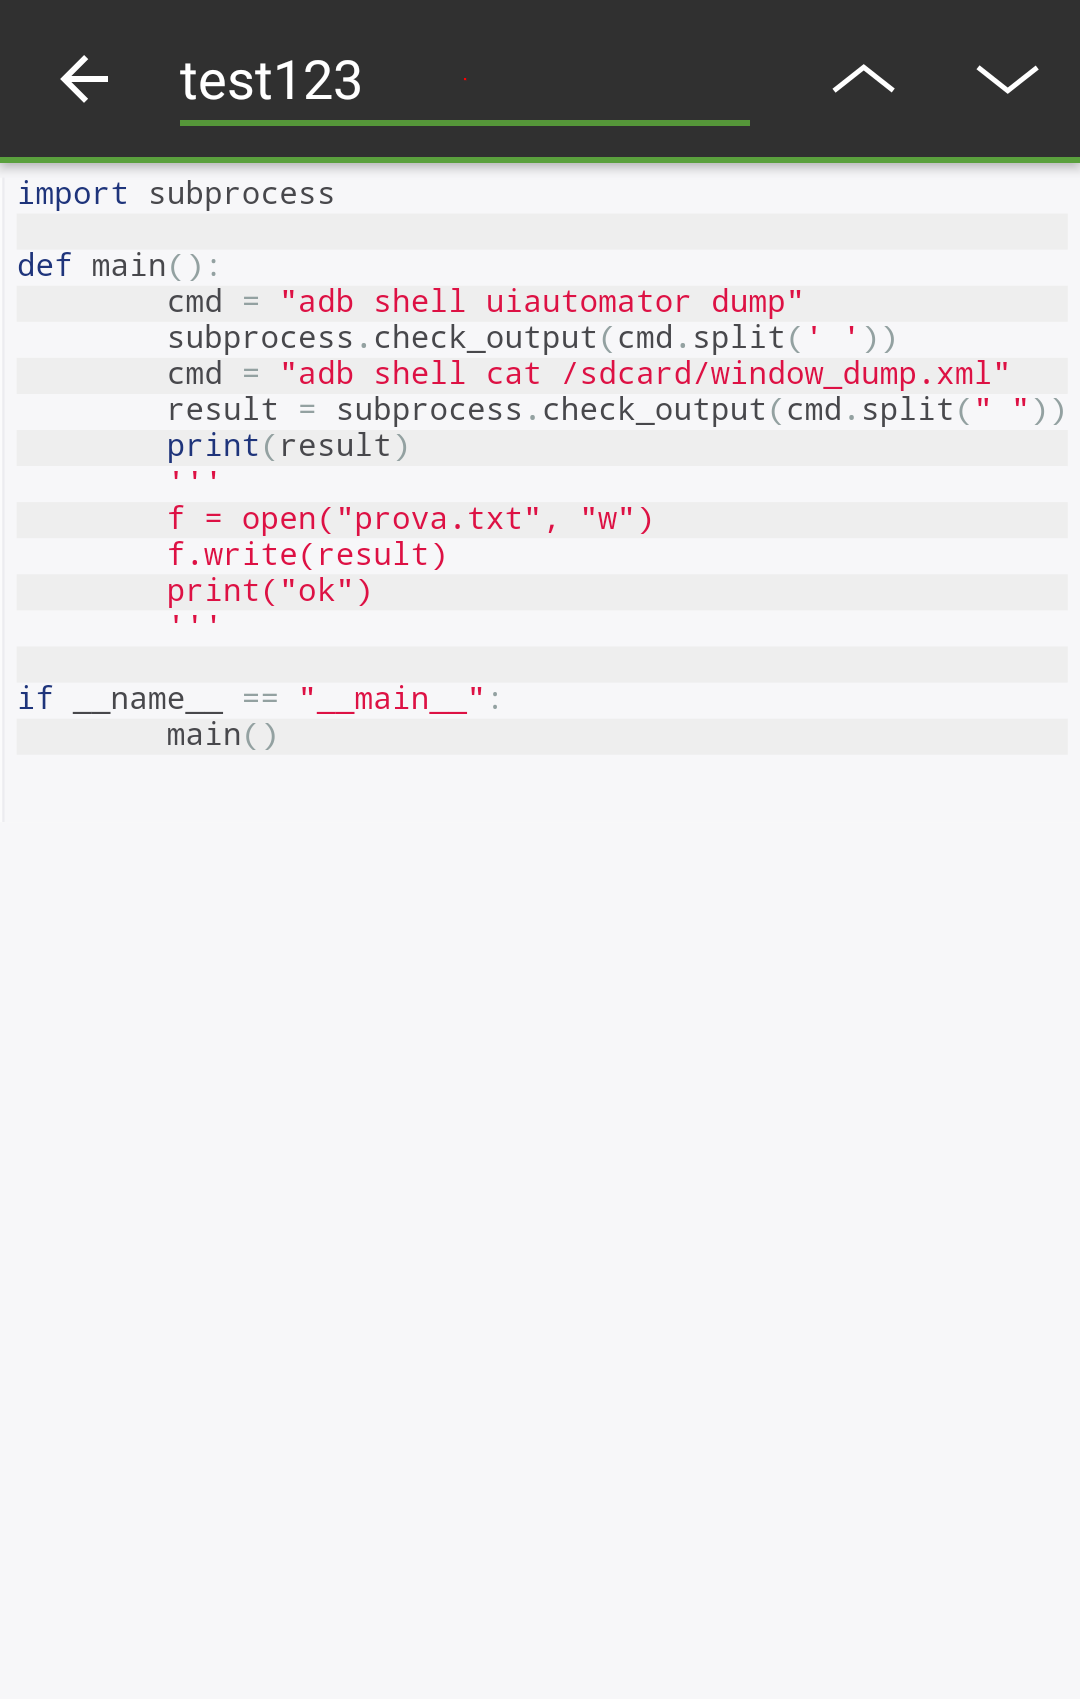 test123
import subprocess
def main():
cmd = "adb shell uiautomator dump"
subprocess.check_output(cmd.split(' '))
cmd = "adb shell cat /sdcard/window_dump.xml"
result = subprocess.check_output(cmd.split(" "))
print(result)
'''
f = open("prova.txt", "w")
f.write(result)
print("ok")
'''
if __name__ == "__main__":
main()